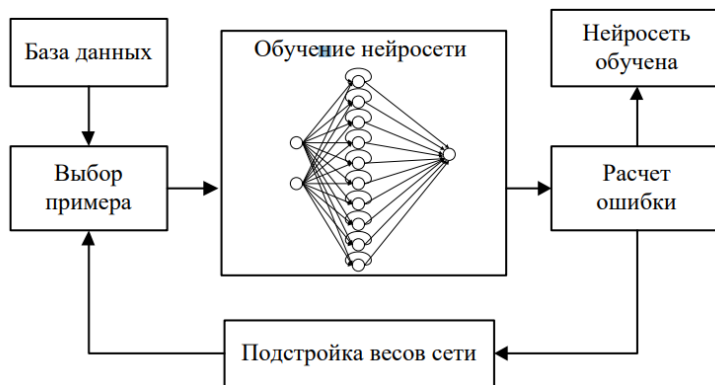 База данных
Обучение нейросети
Нейросеть
обучена
Выбор
примера
Расчет
ошибки
Подстройка весов сети